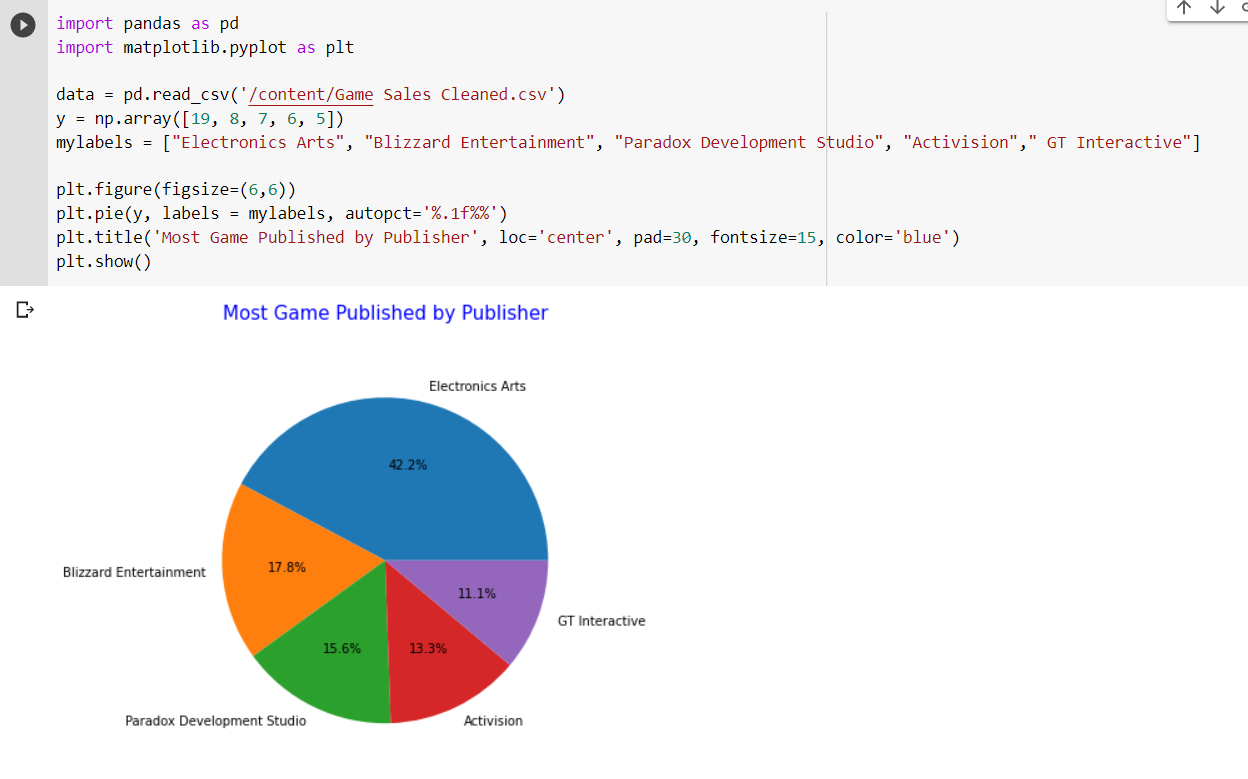 import pandas as pd
import matplotlib.pyplot as plt
data = pd.read_csv('/content/Game Sales Cleaned.csv')
y = np.array([19, 8, 7, 6, 5])
mylabels = ["Electronics Arts", "Blizzard Entertainment", "Paradox Development Studio", "Activision"," GT Interactive"]
plt.figure(figsize=(6,6))
plt.pie(y, labels = mylabels, autopct='%.1f%%')
plt.title('Most Game Published by Publisher', loc='center', pad=30, fontsize=15, color='blue')
plt.show()
Most Game Published by Publisher
Electronics Arts
42.2%
Blizzard Entertainment
17.8%
11.1%
GT Interactive
15.6%
13.3%
Paradox Development Studio
Activision